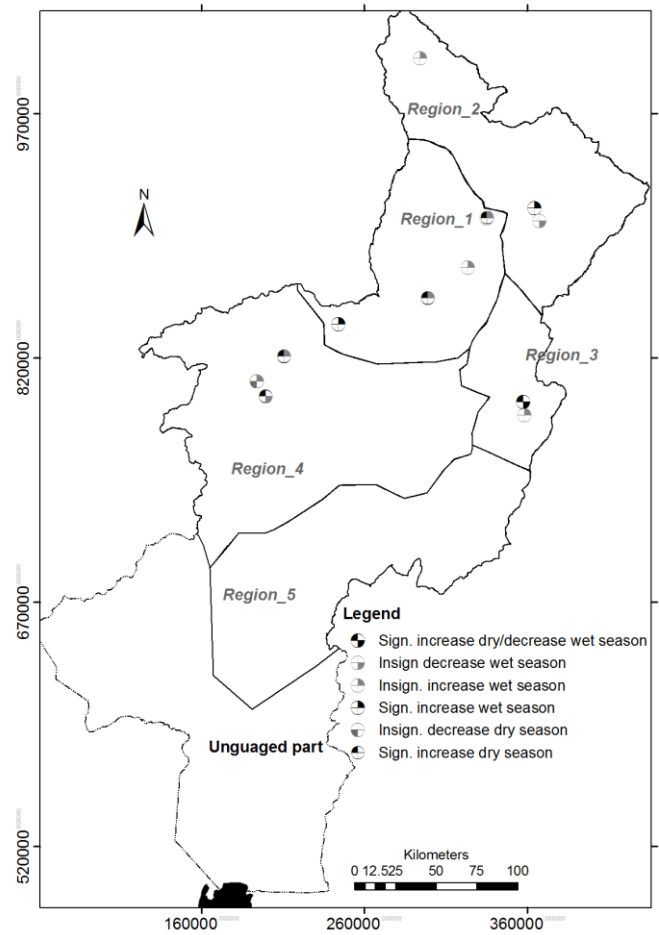 Region_2
970000
N
Region_1
820000
Region_3
Region_4
Region_5
670000
Legend
Sign. increase dry/decrease wet season
Insign decrease wet season
Insign. increase wet season
Sign. increase wet season
Insign. decrease dry season
Sign. increase dry season
Unguaged part
520000
Kilometers
0 12.525 50 75 100
160000 260000 360000